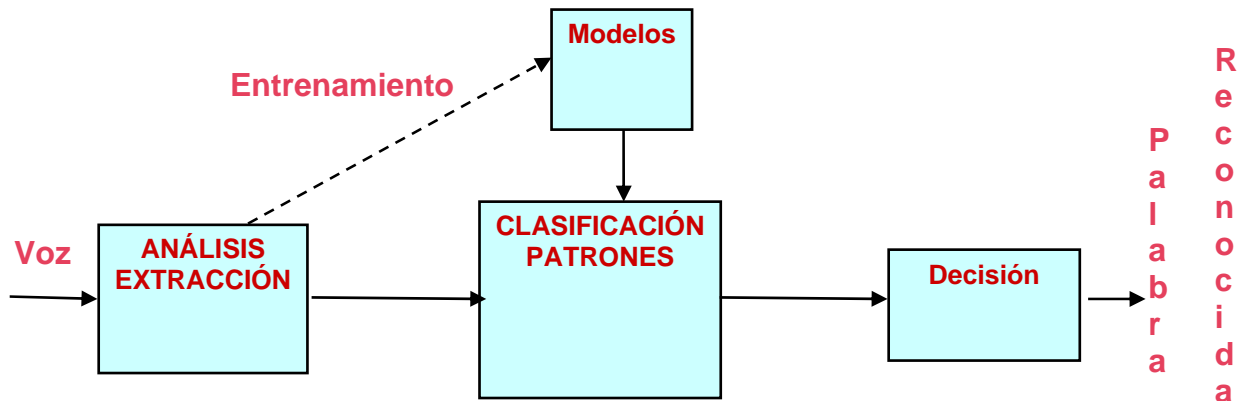 Modelos
Entrenamiento
Voz
ANÁLISIS
EXTRACCIÓN
CLASIFICACIÓN
PATRONES
Decisión
Palabra
Reconocida